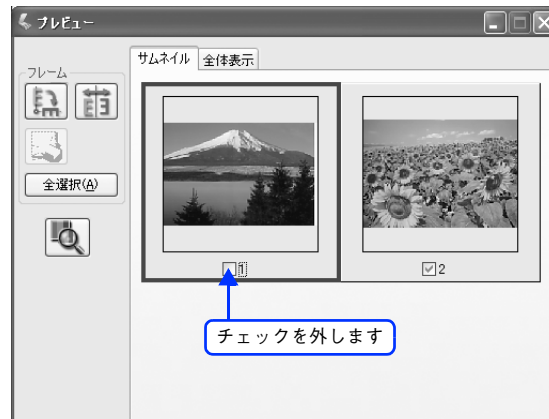 プレビュー
フレーム
全選択(A)
サムネイル 全体表示
1
2
チェックを外します